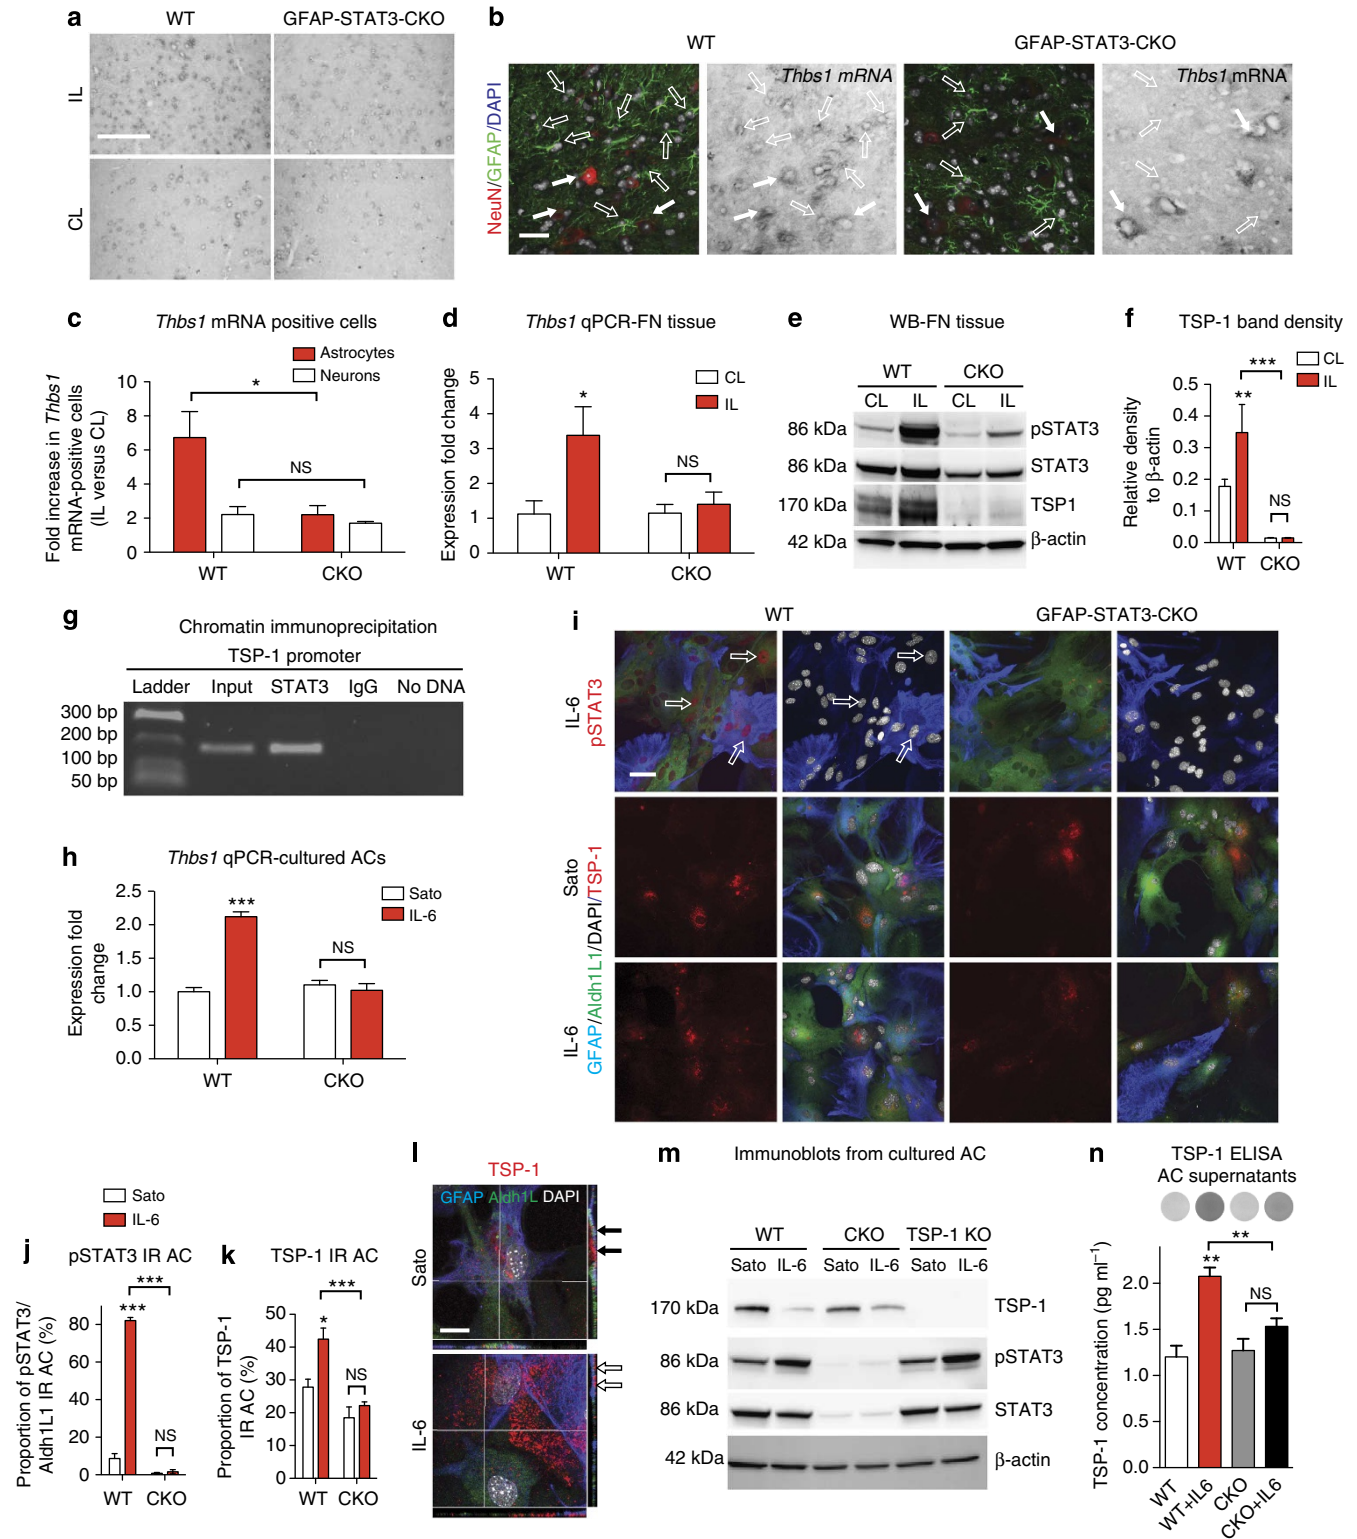 a
WT
GFAP-STAT3-CKO
IL
CL
b
WT
GFAP-STAT3-CKO
NeuN/GFAP/DAPI
Thbs1 mRNA
Thbs1 mRNA
c
Thbs1 mRNA positive cells
Astrocytes
Neurons
Fold increase in Thbs1
mRNA-positive cells
(IL versus CL)
10
8
6
4
2
0
*
NS
WT
CKO
d
Thbs1 qPCR-FN tissue
CL
IL
Expression fold change
5
4
3
2
1
0
*
NS
WT
CKO
e
WB-FN tissue
WT
CKO
CL IL CL IL
86 kDa pSTAT3
86 kDa STAT3
170 kDa TSP1
42 kDa β-actin
f
TSP-1 band density
CL
IL
Relative density
to β-actin
0.5
0.4
0.3
0.2
0.1
0.0
***
**
NS
WT
CKO
g
Chromatin immunoprecipitation
TSP-1 promoter
Ladder Input STAT3 IgG No DNA
300 bp
200 bp
100 bp
50 bp
h
Thbs1 qPCR-cultured ACs
Sato
IL-6
Expression fold
change
2.5
2.0
1.5
1.0
0.5
0.0
***
NS
WT
CKO
i
WT
GFAP-STAT3-CKO
IL-6
pSTAT3
Sato
IL-6
GFAP/Aldh1L1/DAPI/TSP-1
Sato
IL-6
j
pSTAT3 IR AC
Proportion of pSTAT3/
Aldh1L1 IR AC (%)
80
60
40
20
0
***
***
NS
WT
CKO
k
TSP-1 IR AC
Proportion of TSP-1
IR AC (%)
50
40
30
20
10
0
***
*
NS
WT
CKO
l
TSP-1
GFAP Aldh1L DAPI
Sato
IL-6
m
Immunoblots from cultured AC
WT CKO TSP-1 KO
Sato IL-6 Sato IL-6 Sato IL-6
170 kDa TSP-1
86 kDa pSTAT3
86 kDa STAT3
42 kDa β-actin
n
TSP-1 ELISA
AC supernatants
TSP-1 concentration (pg ml⁻¹)
2.0
1.5
1.0
0.5
0.0
**
**
NS
WT
WT+IL6
CKO
CKO+IL6